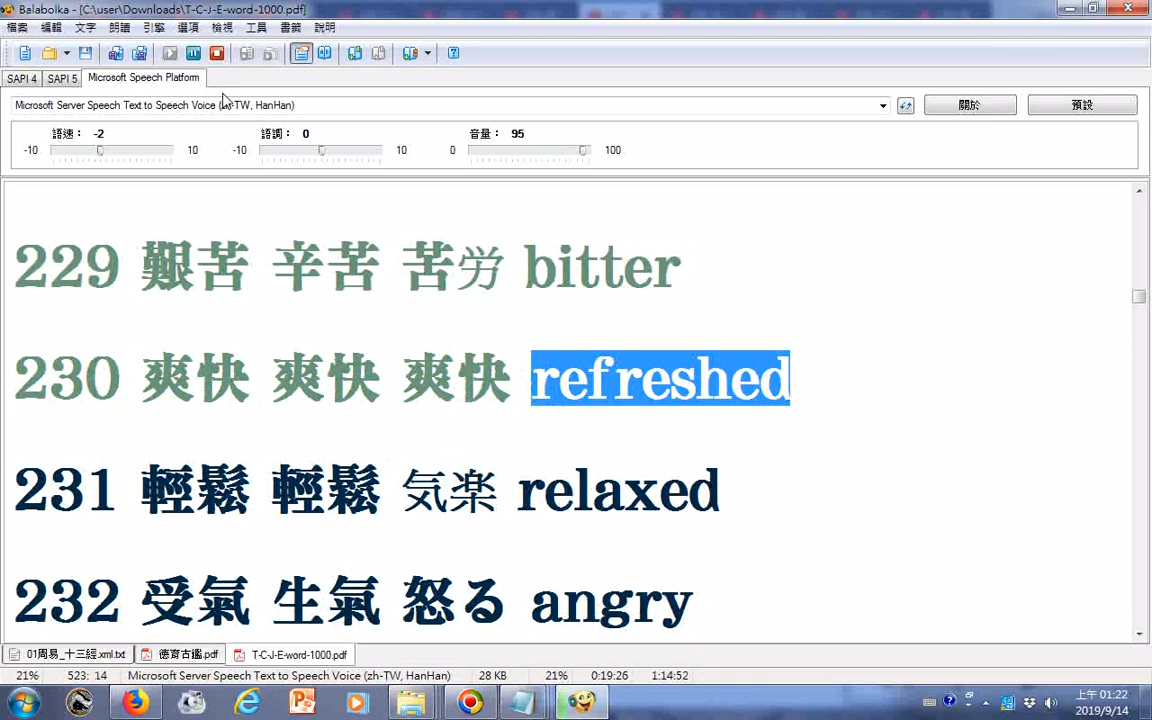 Balabolka - [C:\user\Downloads\T-C-J-E-word-1000.pdf]
檔案 編輯 文字 朗讀 引擎 選項 檢視 工具 書籤 說明
SAPI 4 SAPI 5 Microsoft Speech Platform
Microsoft Server Speech Text to Speech Voice (zh-TW, HanHan) 關於 預設
語速： -2 語調： 0 音量： 95
-10 10 -10 10 0 100
229 艱苦 辛苦 苦労 bitter
230 爽快 爽快 爽快 refreshed
231 輕鬆 輕鬆 気楽 relaxed
232 受氣 生氣 怒る angry
01周易_十三經.xml.txt 德育古鑑.pdf T-C-J-E-word-1000.pdf
21% 523: 14 Microsoft Server Speech Text to Speech Voice (zh-TW, HanHan) 28 KB 21% 0:19:26 1:14:52
上午 01:22
2019/9/14